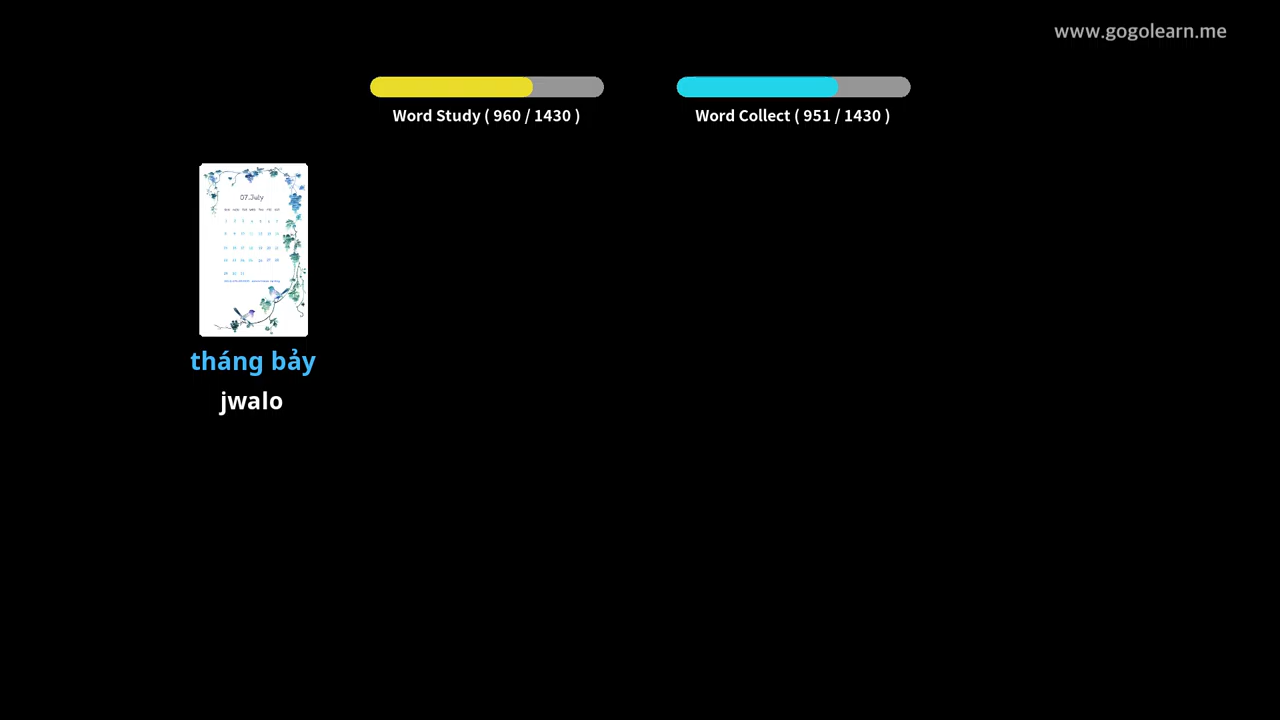 www.gogolearn.me
Word Study ( 960 / 1430 )
Word Collect ( 951 / 1430 )
07.July
tháng bảy
jwalo